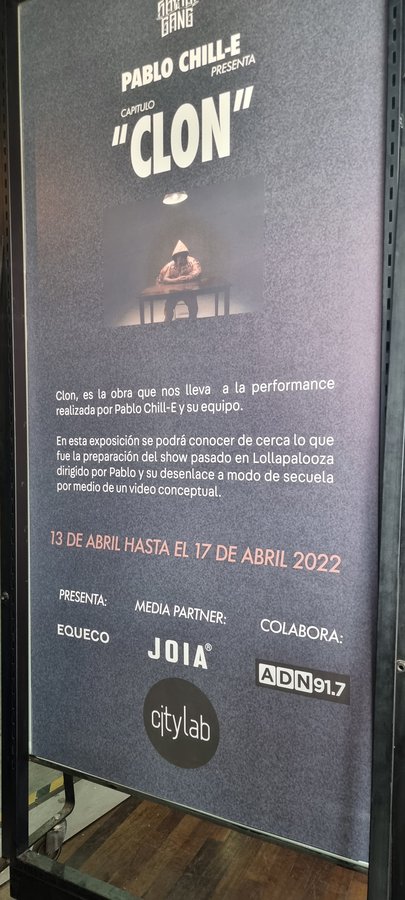 GANG
PABLO CHILL-E
PRESENTA
CAPITULO
"CLON"
Clon, es la obra que nos lleva a la performance
realizada por Pablo Chill-E y su equipo.
En esta exposición se podrá conocer de cerca lo que
fue la preparación del show pasado en Lollapalooza
dirigido por Pablo y su desenlace a modo de secuela
por medio de un video conceptual.
13 DE ABRIL HASTA EL 17 DE ABRIL 2022
PRESENTA:
EQUECO
MEDIA PARTNER:
JOIA®
citylab
COLABORA:
ADN91.7